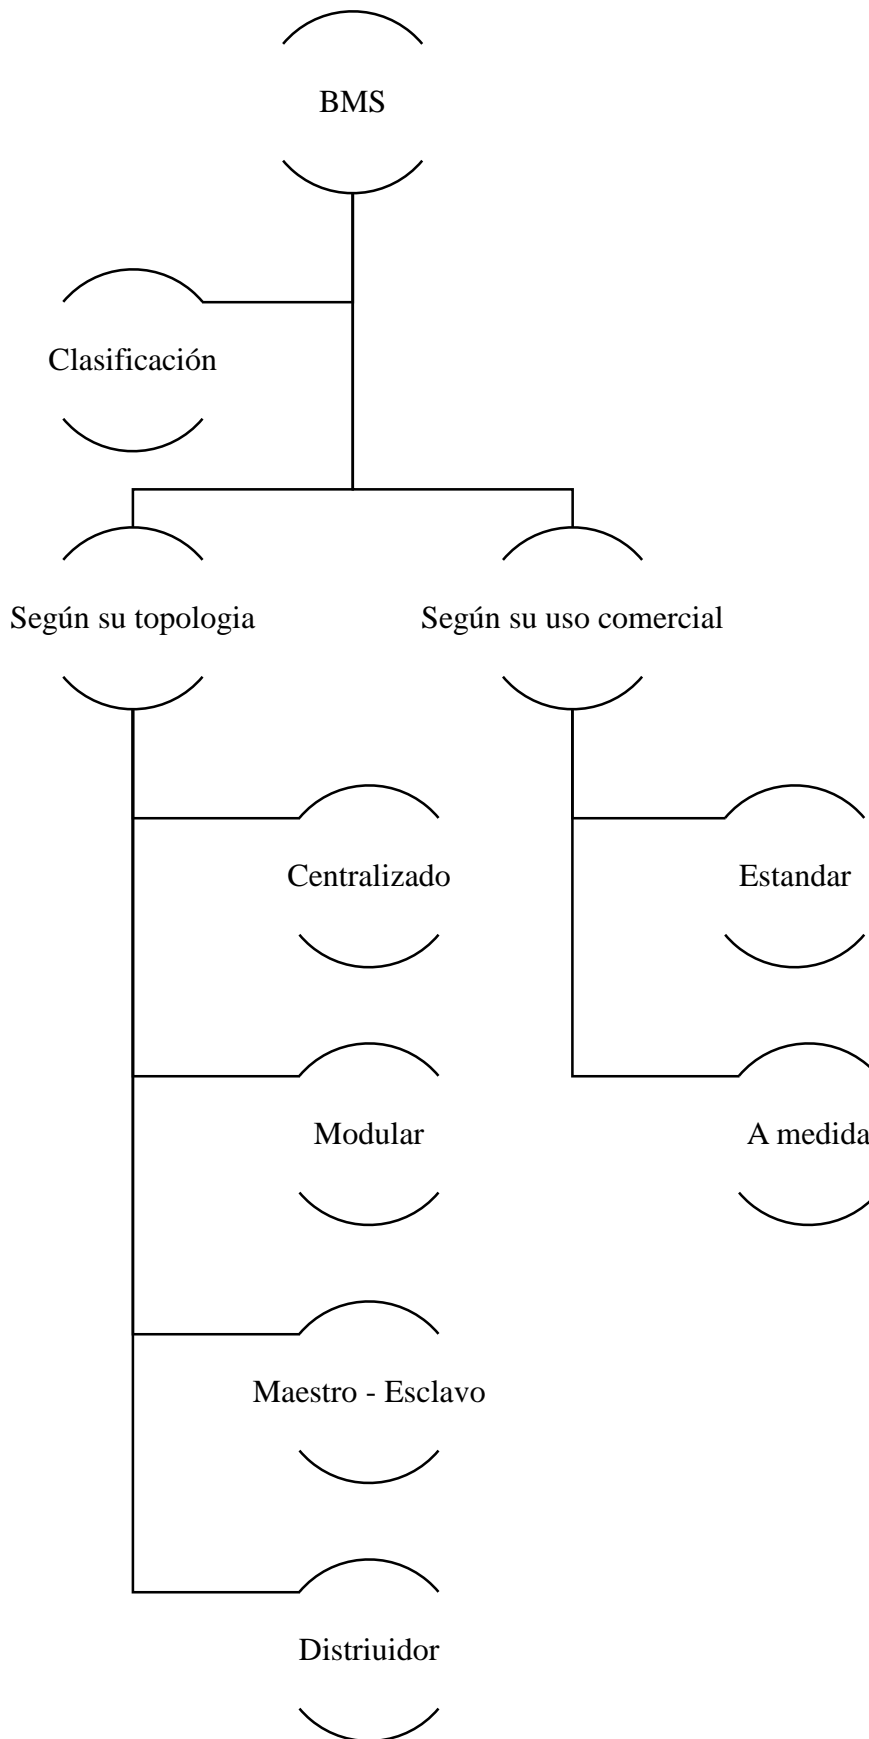 BMS
Clasificación
Según su topologia
Según su uso comercial
Centralizado
Estandar
Modular
A medida
Maestro - Esclavo
Distriuidor